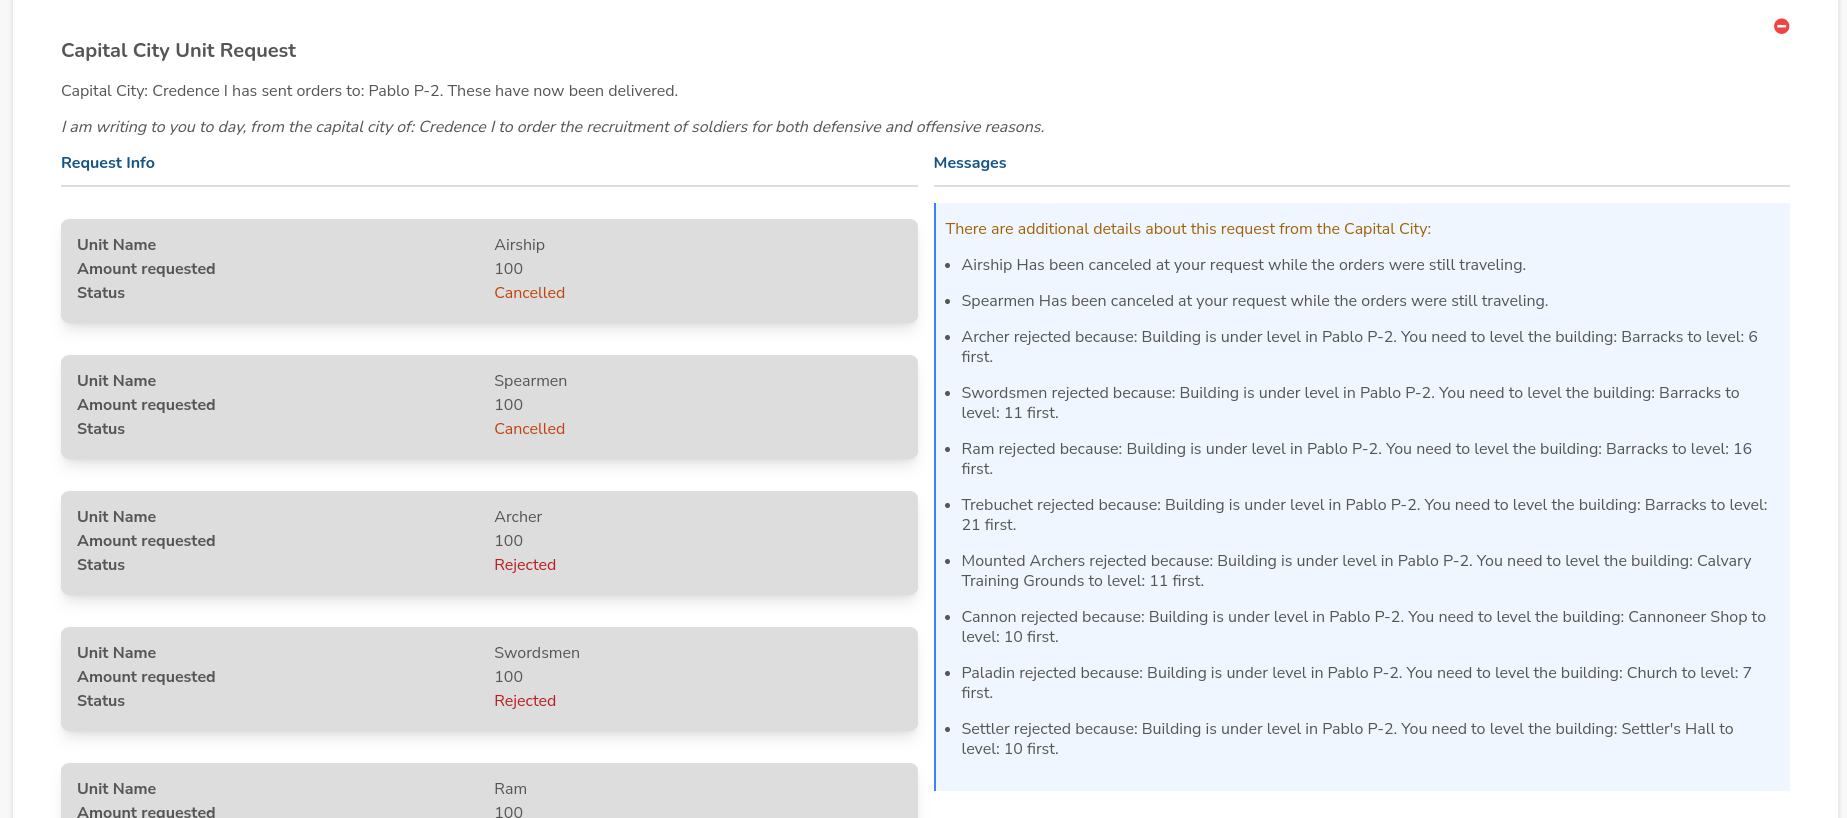 Capital City Unit Request
Capital City: Credence I has sent orders to: Pablo P-2. These have now been delivered.
I am writing to you to day, from the capital city of: Credence I to order the recruitment of soldiers for both defensive and offensive reasons.
Request Info
Unit Name Airship
Amount requested 100
Status Cancelled
Unit Name Spearmen
Amount requested 100
Status Cancelled
Unit Name Archer
Amount requested 100
Status Rejected
Unit Name Swordsmen
Amount requested 100
Status Rejected
Unit Name Ram
Amount requested 100
Messages
There are additional details about this request from the Capital City:
• Airship Has been canceled at your request while the orders were still traveling.
• Spearmen Has been canceled at your request while the orders were still traveling.
• Archer rejected because: Building is under level in Pablo P-2. You need to level the building: Barracks to level: 6
first.
• Swordsmen rejected because: Building is under level in Pablo P-2. You need to level the building: Barracks to
level: 11 first.
• Ram rejected because: Building is under level in Pablo P-2. You need to level the building: Barracks to level: 16
first.
• Trebuchet rejected because: Building is under level in Pablo P-2. You need to level the building: Barracks to level:
21 first.
• Mounted Archers rejected because: Building is under level in Pablo P-2. You need to level the building: Calvary
Training Grounds to level: 11 first.
• Cannon rejected because: Building is under level in Pablo P-2. You need to level the building: Cannoneer Shop to
level: 10 first.
• Paladin rejected because: Building is under level in Pablo P-2. You need to level the building: Church to level: 7
first.
• Settler rejected because: Building is under level in Pablo P-2. You need to level the building: Settler's Hall to
level: 10 first.